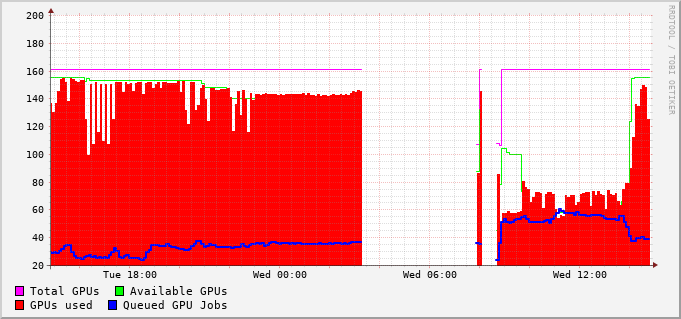 200
180
160
140
120
100
80
60
40
20
Tue 18:00 Wed 00:00 Wed 06:00 Wed 12:00
Total GPUs Available GPUs
GPUs used Queued GPU Jobs
RRDTOOL / TOBI OETIKER